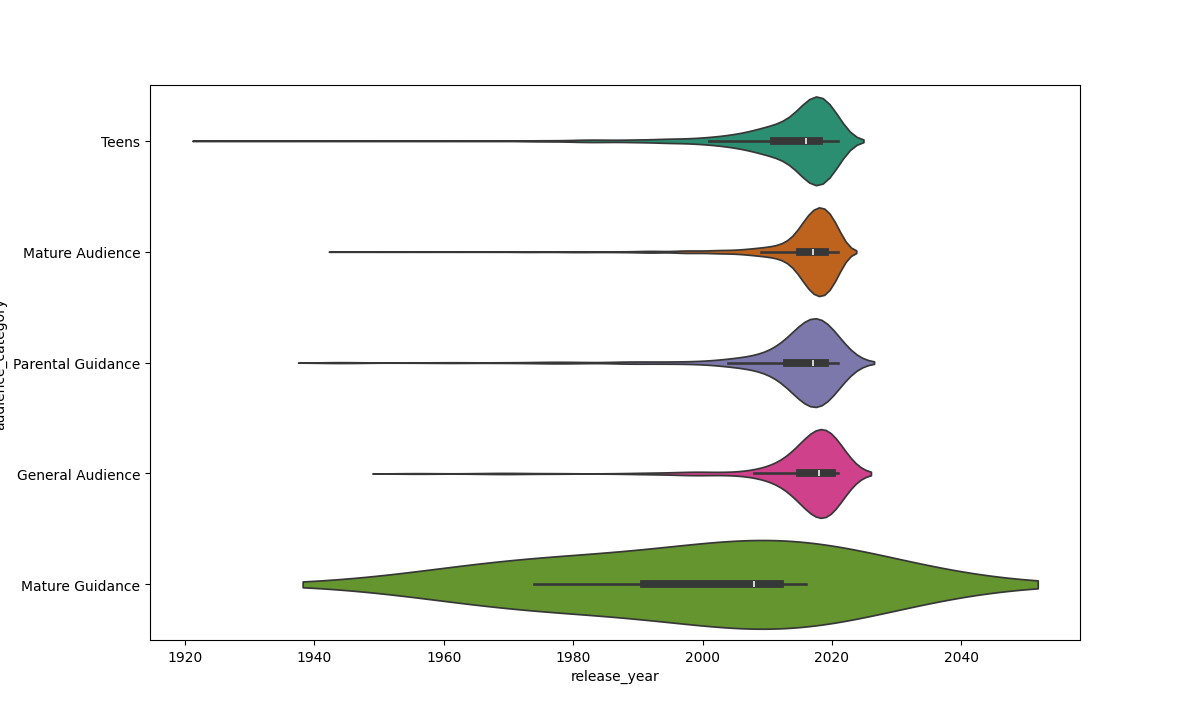 Teens
Mature Audience
Parental Guidance
General Audience
Mature Guidance
1920 1940 1960 1980 2000 2020 2040
release_year